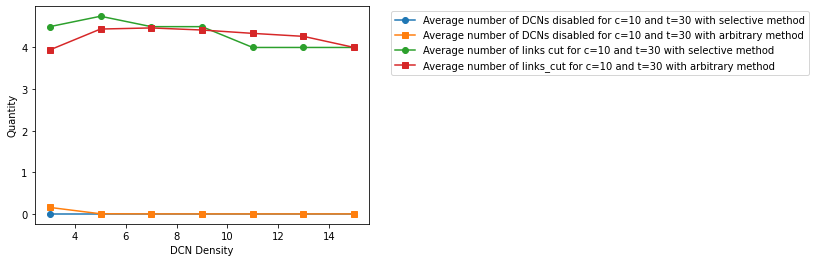 Average number of DCNs disabled for c=10 and t=30 with selective method
Average number of DCNs disabled for c=10 and t=30 with arbitrary method
Average number of links cut for c=10 and t=30 with selective method
Average number of links_cut for c=10 and t=30 with arbitrary method
Quantity
4
3
2
1
0
4 6 8 10 12 14
DCN Density